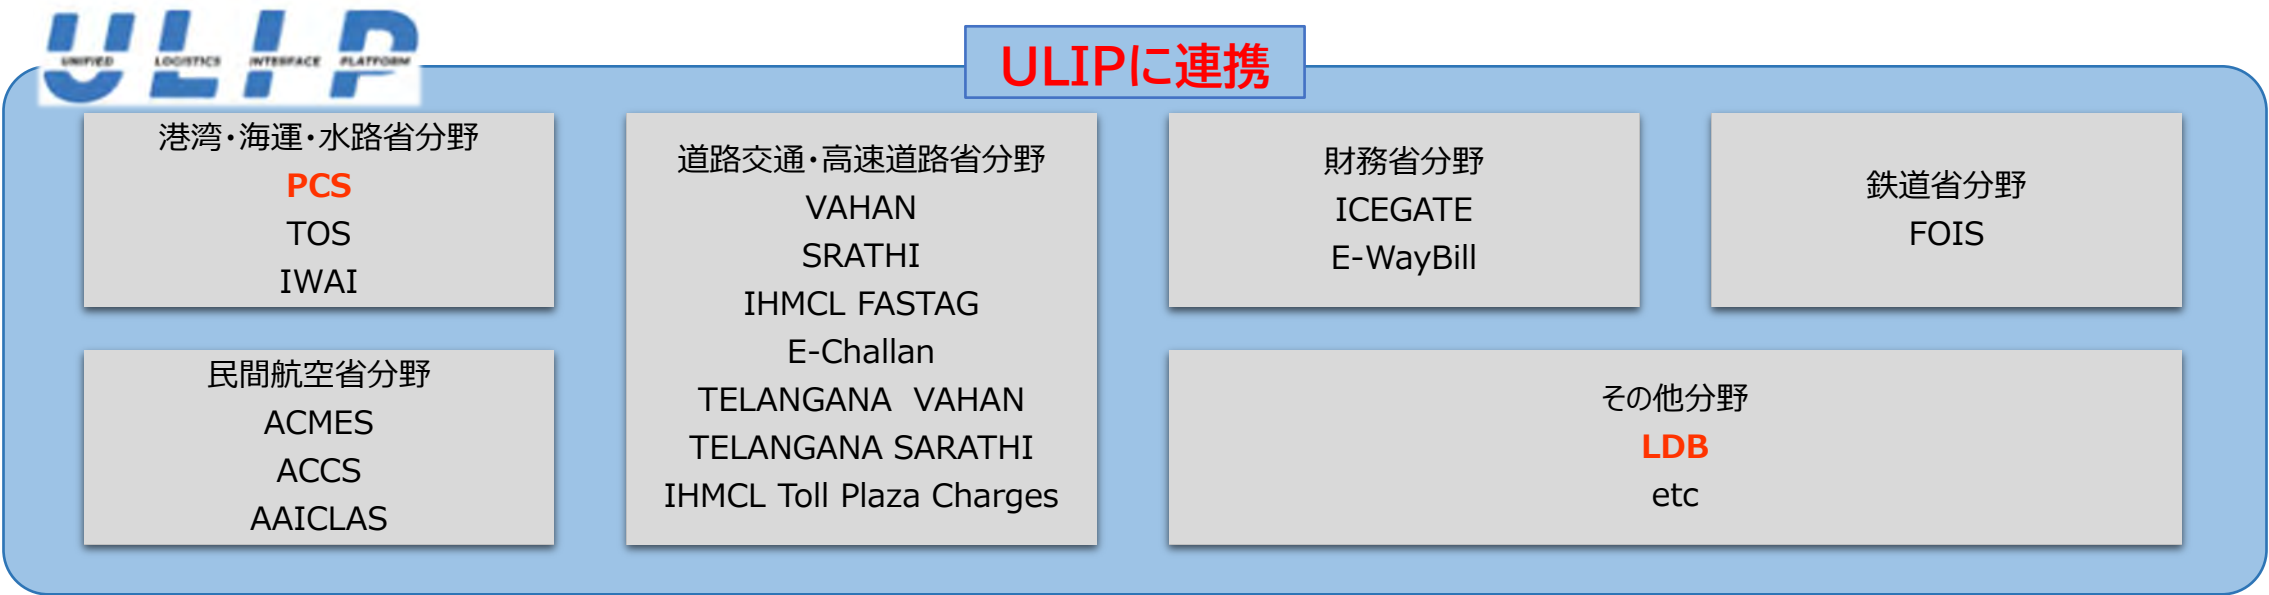 ULIP
UNIFIED LOGISTICS INTERFACE PLATFORM
ULIPに連携
港湾・海運・水路省分野
PCS
TOS
IWAI
民間航空省分野
ACMES
ACCS
AAICLAS
道路交通・高速道路省分野
VAHAN
SRATHI
IHMCL FASTAG
E-Challan
TELANGANA VAHAN
TELANGANA SARATHI
IHMCL Toll Plaza Charges
財務省分野
ICEGATE
E-WayBill
鉄道省分野
FOIS
その他分野
LDB
etc